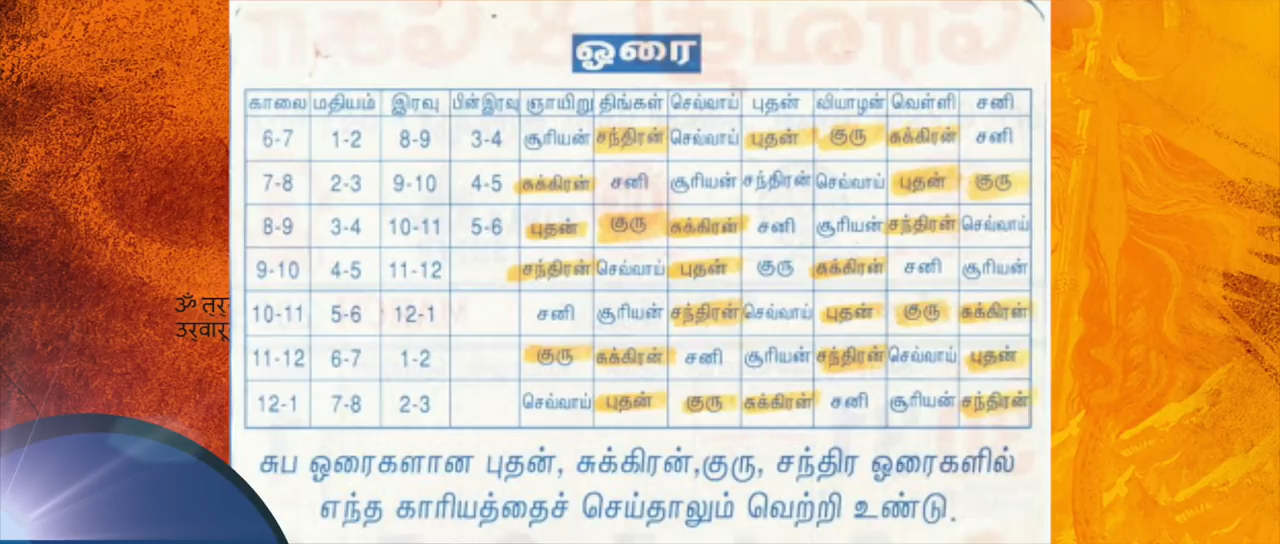 ஓரை
காலை மதியம் இரவு பின்இரவு ஞாயிறு திங்கள் செவ்வாய் புதன் வியாழன் வெள்ளி சனி
6-7 1-2 8-9 3-4 சூரியன் சந்திரன் செவ்வாய் புதன் குரு சுக்கிரன் சனி
7-8 2-3 9-10 4-5 சுக்கிரன் சனி சூரியன் சந்திரன் செவ்வாய் புதன் குரு
8-9 3-4 10-11 5-6 புதன் குரு சுக்கிரன் சனி சூரியன் சந்திரன் செவ்வாய்
9-10 4-5 11-12 சந்திரன் செவ்வாய் புதன் குரு சுக்கிரன் சனி சூரியன்
ॐ त्र्
उर्वारु
10-11 5-6 12-1 சனி சூரியன் சந்திரன் செவ்வாய் புதன் குரு சுக்கிரன்
11-12 6-7 1-2 குரு சுக்கிரன் சனி சூரியன் சந்திரன் செவ்வாய் புதன்
12-1 7-8 2-3 செவ்வாய் புதன் குரு சுக்கிரன் சனி சூரியன் சந்திரன்
சுப ஓரைகளான புதன், சுக்கிரன்,குரு, சந்திர ஓரைகளில்
எந்த காரியத்தைச் செய்தாலும் வெற்றி உண்டு.